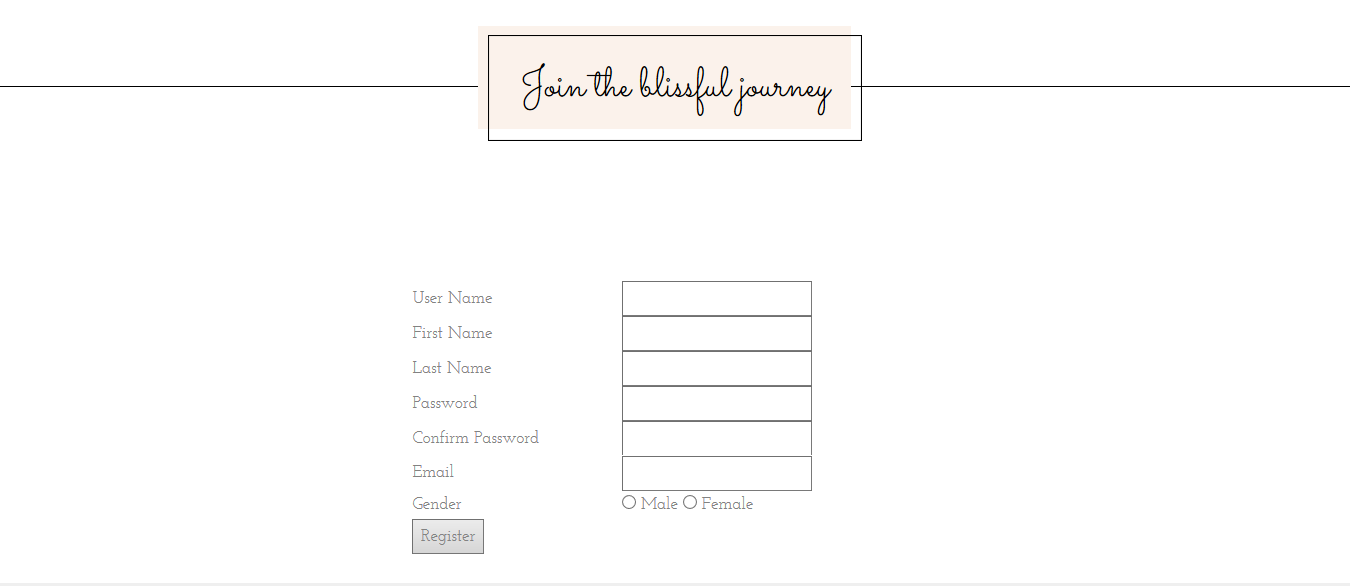 Join the blissful journey
User Name
First Name
Last Name
Password
Confirm Password
Email
Gender Male Female
Register